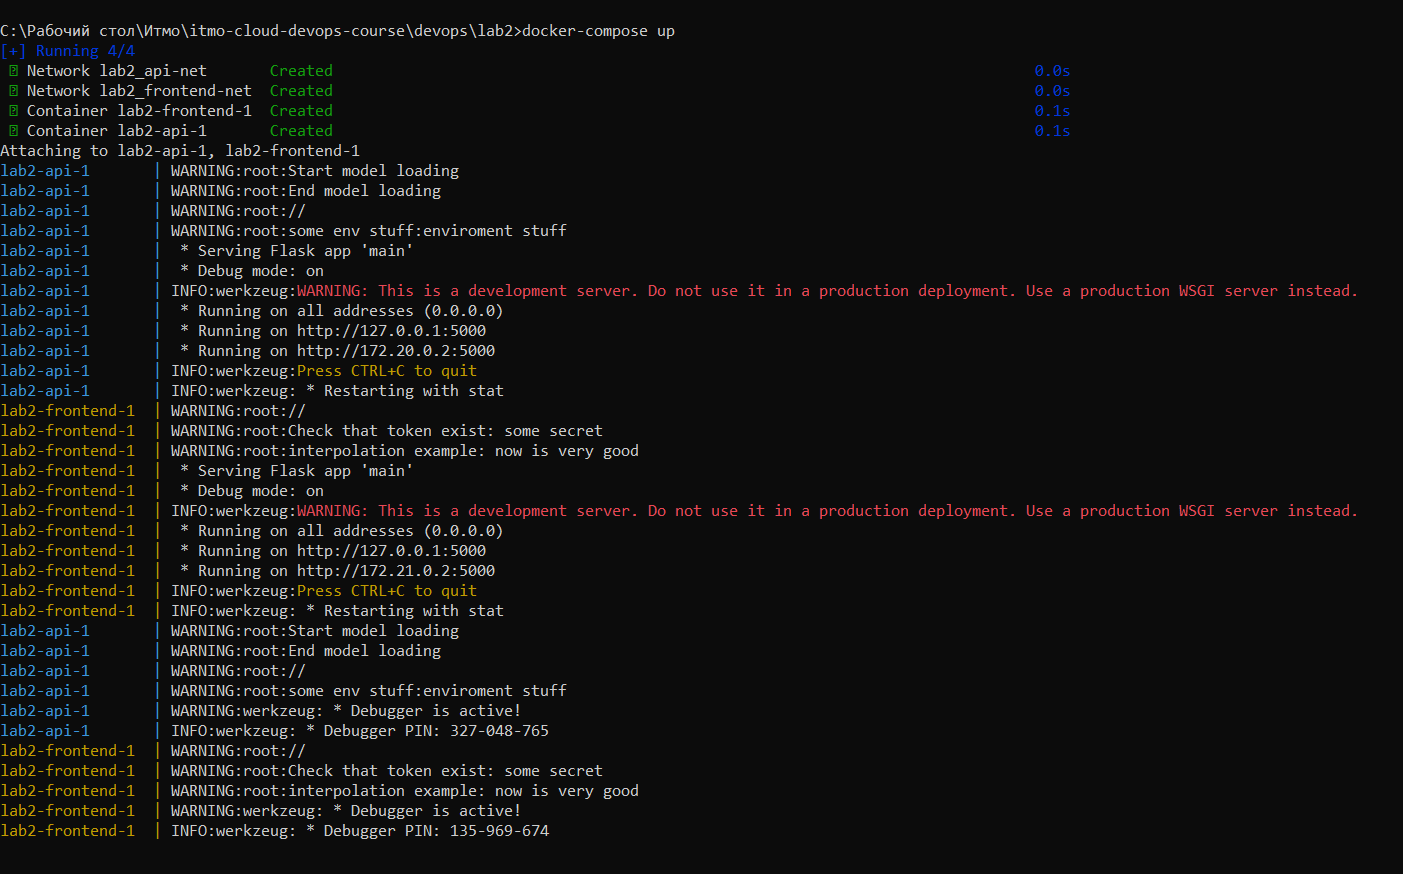 C:\Рабочий стол\Итмо\itmo-cloud-devops-course\devops\lab2>docker-compose up
[+] Running 4/4
Network lab2_api-net Created 0.0s
Network lab2_frontend-net Created 0.0s
Container lab2-frontend-1 Created 0.1s
Container lab2-api-1 Created 0.1s
Attaching to lab2-api-1, lab2-frontend-1
lab2-api-1 | WARNING:root:Start model loading
lab2-api-1 | WARNING:root:End model loading
lab2-api-1 | WARNING:root://
lab2-api-1 | WARNING:root:some env stuff:enviroment stuff
lab2-api-1 | * Serving Flask app 'main'
lab2-api-1 | * Debug mode: on
lab2-api-1 | INFO:werkzeug:WARNING: This is a development server. Do not use it in a production deployment. Use a production WSGI server instead.
lab2-api-1 | * Running on all addresses (0.0.0.0)
lab2-api-1 | * Running on http://127.0.0.1:5000
lab2-api-1 | * Running on http://172.20.0.2:5000
lab2-api-1 | INFO:werkzeug:Press CTRL+C to quit
lab2-api-1 | INFO:werkzeug: * Restarting with stat
lab2-frontend-1 | WARNING:root://
lab2-frontend-1 | WARNING:root:Check that token exist: some secret
lab2-frontend-1 | WARNING:root:interpolation example: now is very good
lab2-frontend-1 | * Serving Flask app 'main'
lab2-frontend-1 | * Debug mode: on
lab2-frontend-1 | INFO:werkzeug:WARNING: This is a development server. Do not use it in a production deployment. Use a production WSGI server instead.
lab2-frontend-1 | * Running on all addresses (0.0.0.0)
lab2-frontend-1 | * Running on http://127.0.0.1:5000
lab2-frontend-1 | * Running on http://172.21.0.2:5000
lab2-frontend-1 | INFO:werkzeug:Press CTRL+C to quit
lab2-frontend-1 | INFO:werkzeug: * Restarting with stat
lab2-api-1 | WARNING:root:Start model loading
lab2-api-1 | WARNING:root:End model loading
lab2-api-1 | WARNING:root://
lab2-api-1 | WARNING:root:some env stuff:enviroment stuff
lab2-api-1 | WARNING:werkzeug: * Debugger is active!
lab2-api-1 | INFO:werkzeug: * Debugger PIN: 327-048-765
lab2-frontend-1 | WARNING:root://
lab2-frontend-1 | WARNING:root:Check that token exist: some secret
lab2-frontend-1 | WARNING:root:interpolation example: now is very good
lab2-frontend-1 | WARNING:werkzeug: * Debugger is active!
lab2-frontend-1 | INFO:werkzeug: * Debugger PIN: 135-969-674